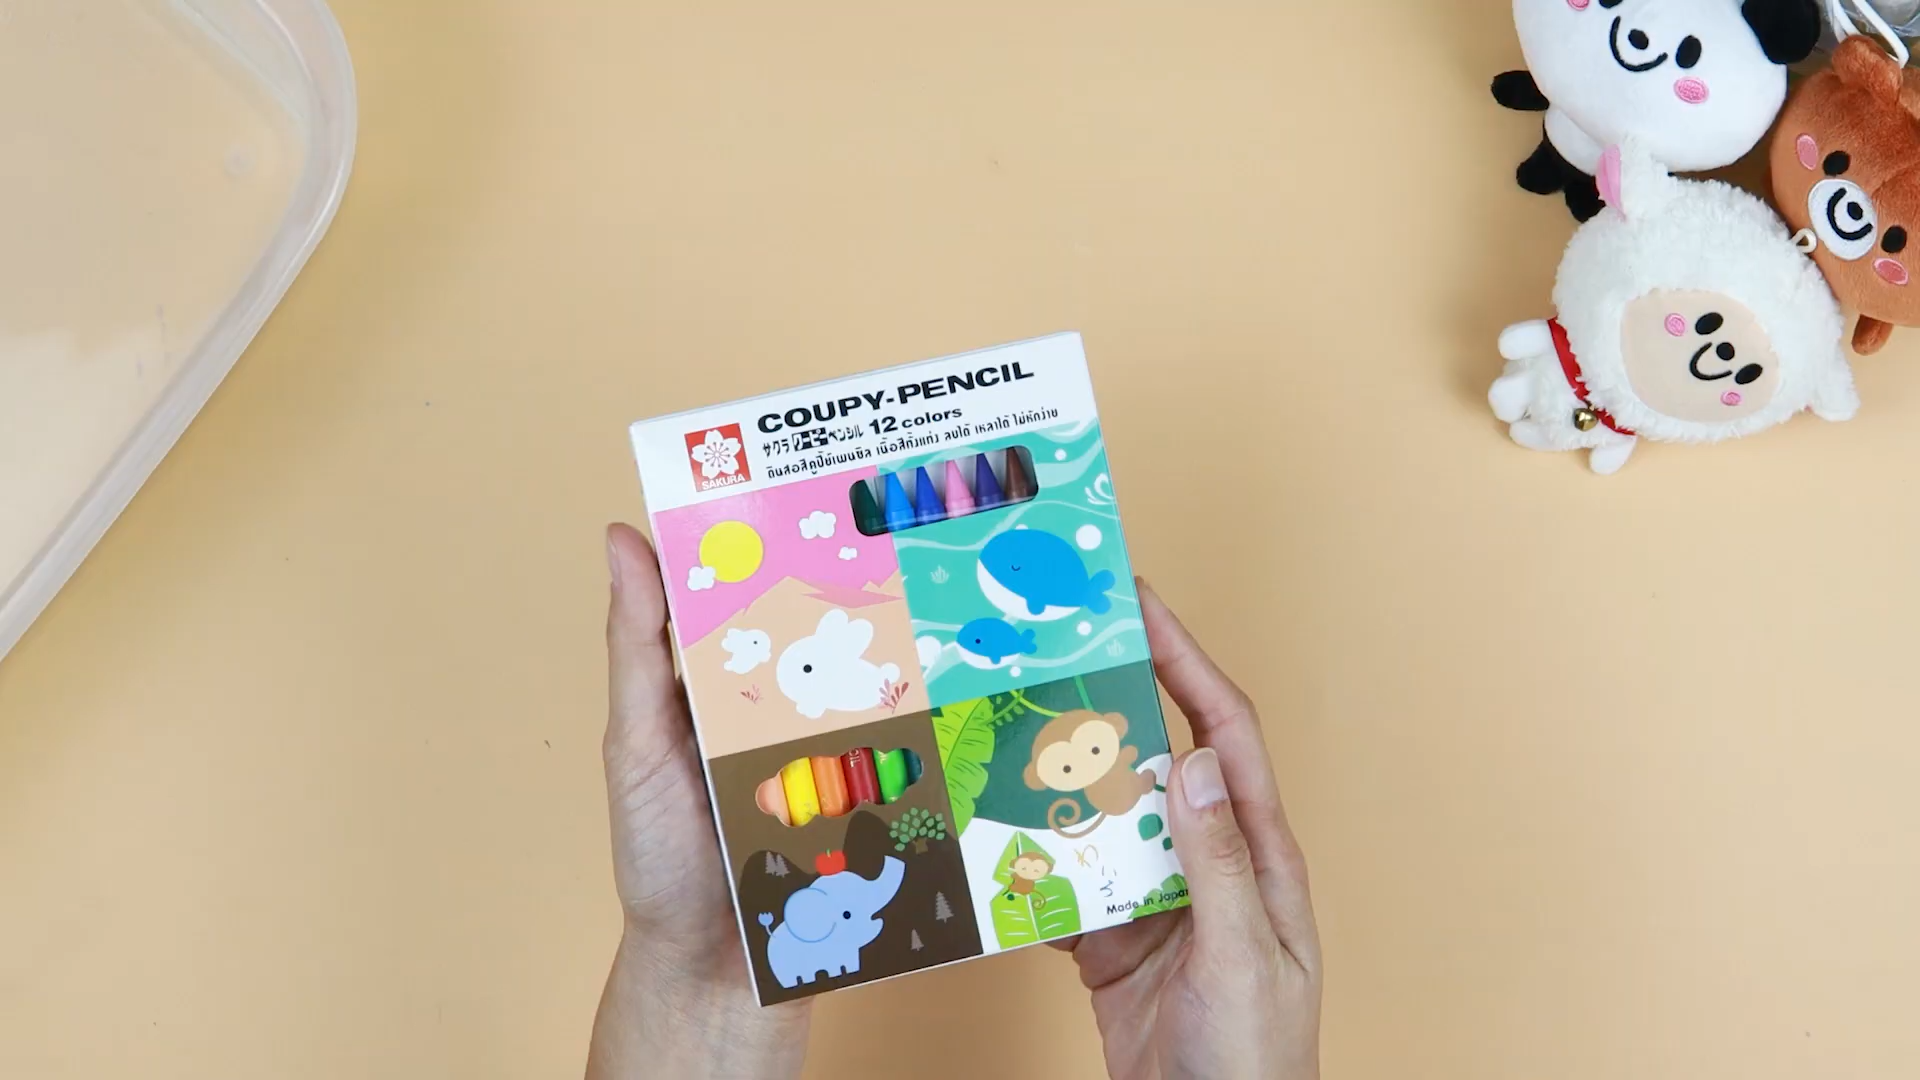 COUPY-PENCIL
サクラクーピーペンシル 12 colors
ดินสอสีคูปี้ย์เพนซิล เนื้อสีทั้งแท่ง ลบได้ เหลาได้ ไม่หักง่าย
SAKURA
Made in Japan